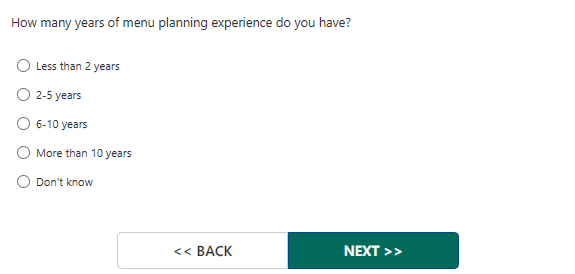 How many years of menu planning experience do you have?
Less than 2 years
2-5 years
6-10 years
More than 10 years
Don't know
<< BACK
NEXT >>